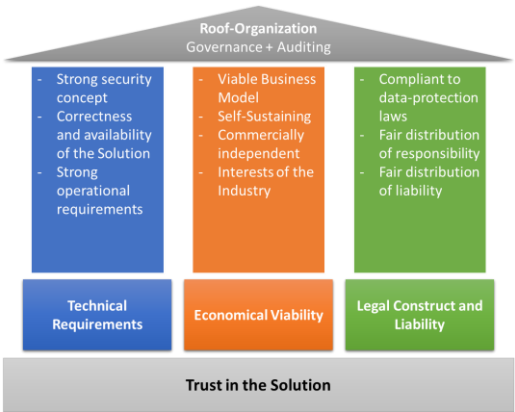 Roof-Organization
Governance + Auditing
- Strong security
concept
- Correctness
and availability
of the Solution
- Strong
operational
requirements
- Viable Business
Model
- Self-Sustaining
- Commercially
independent
- Interests of the
Industry
- Compliant to
data-protection
laws
- Fair distribution
of responsibility
- Fair distribution
of liability
Technical
Requirements
Economical Viability
Legal Construct and
Liability
Trust in the Solution